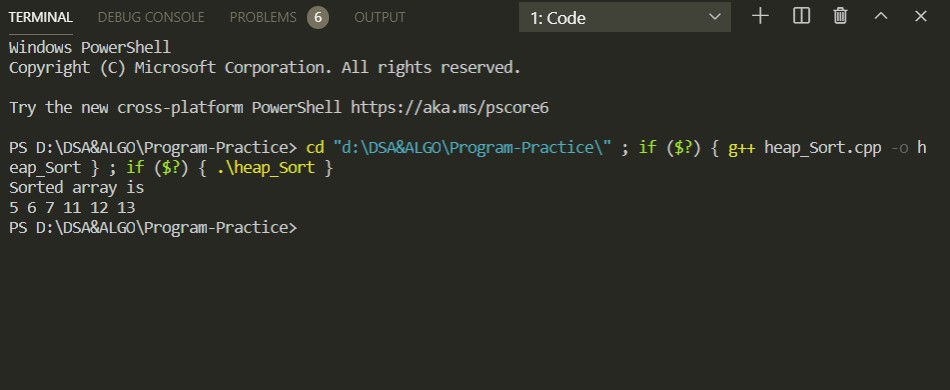 TERMINAL DEBUG CONSOLE PROBLEMS 6 OUTPUT 1: Code
Windows PowerShell
Copyright (C) Microsoft Corporation. All rights reserved.
Try the new cross-platform PowerShell https://aka.ms/pscore6
PS D:\DSA&ALGO\Program-Practice> cd "d:\DSA&ALGO\Program-Practice\" ; if ($?) { g++ heap_Sort.cpp -o h
eap_Sort } ; if ($?) { .\heap_Sort }
Sorted array is
5 6 7 11 12 13
PS D:\DSA&ALGO\Program-Practice>